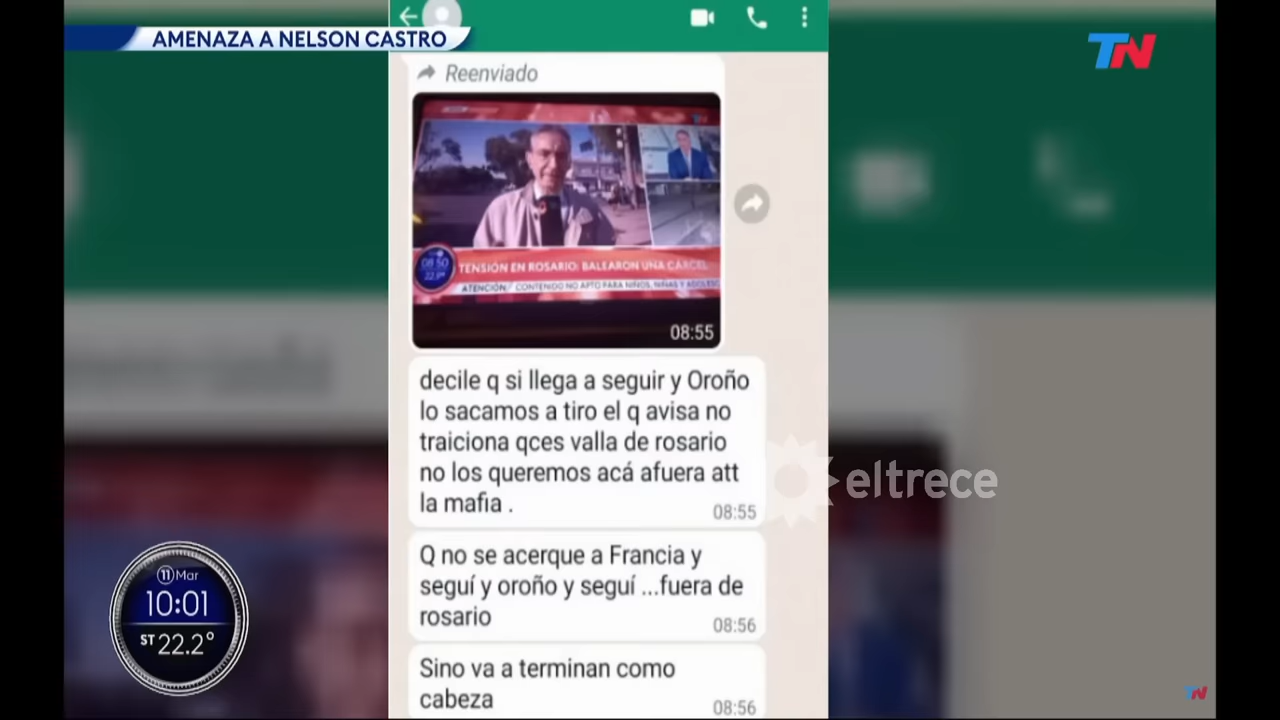 AMENAZA A NELSON CASTRO
TN
Reenviado
08:50
TENSIÓN EN ROSARIO: BALEARON UNA CÁRCEL
ATENCIÓN CONTENIDO NO APTO PARA NIÑOS, NIÑAS Y
08:55
decile q si llega a seguir y Oroño
lo sacamos a tiro el q avisa no
traiciona qces valla de rosario
no los queremos acá afuera att
la mafia .
08:55
eltrece
Q no se acerque a Francia y
seguí y oroño y seguí ...fuera de
rosario
08:56
Sino va a terminan como
cabeza
08:56
11 Mar
10:01
ST 22.2°
TN